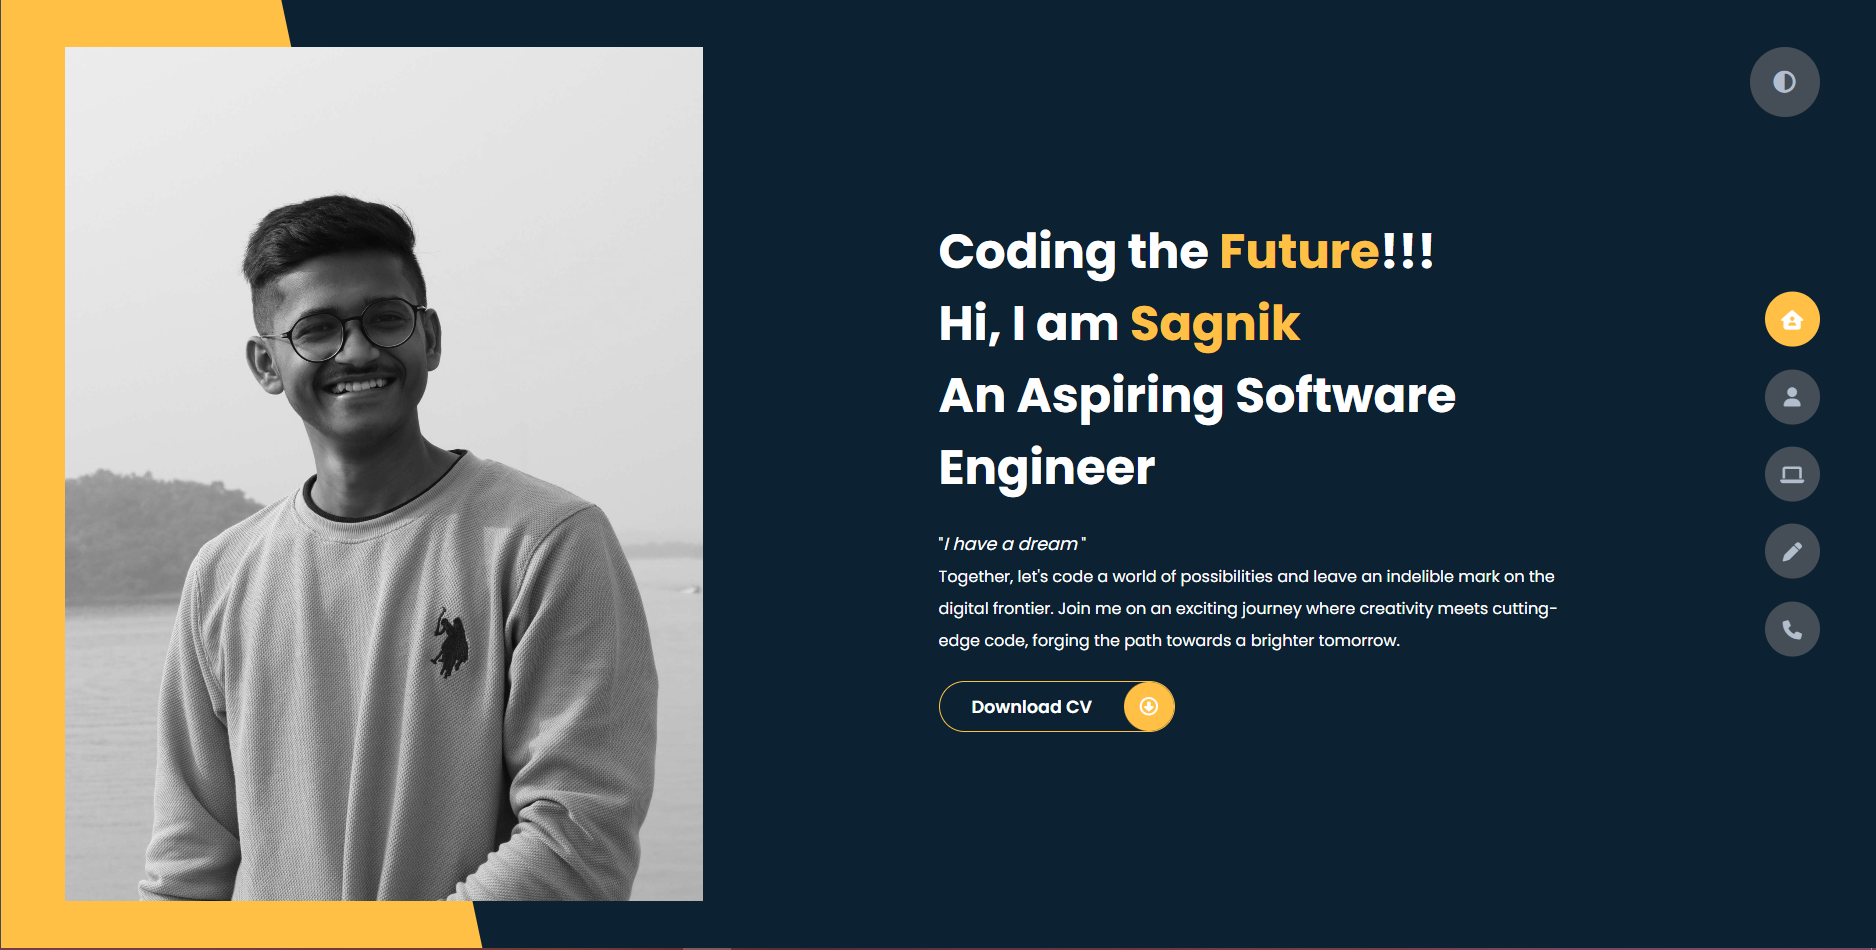 Coding the Future!!!
Hi, I am Sagnik
An Aspiring Software
Engineer
"I have a dream"
Together, let's code a world of possibilities and leave an indelible mark on the
digital frontier. Join me on an exciting journey where creativity meets cutting-
edge code, forging the path towards a brighter tomorrow.
Download CV